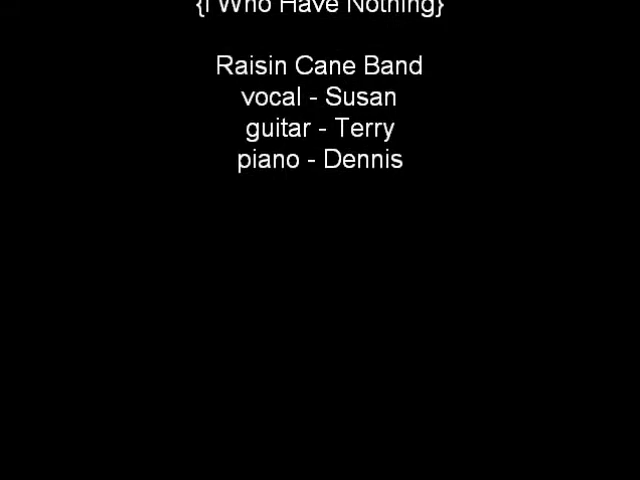 {I Who Have Nothing}
Raisin Cane Band
vocal - Susan
guitar - Terry
piano - Dennis